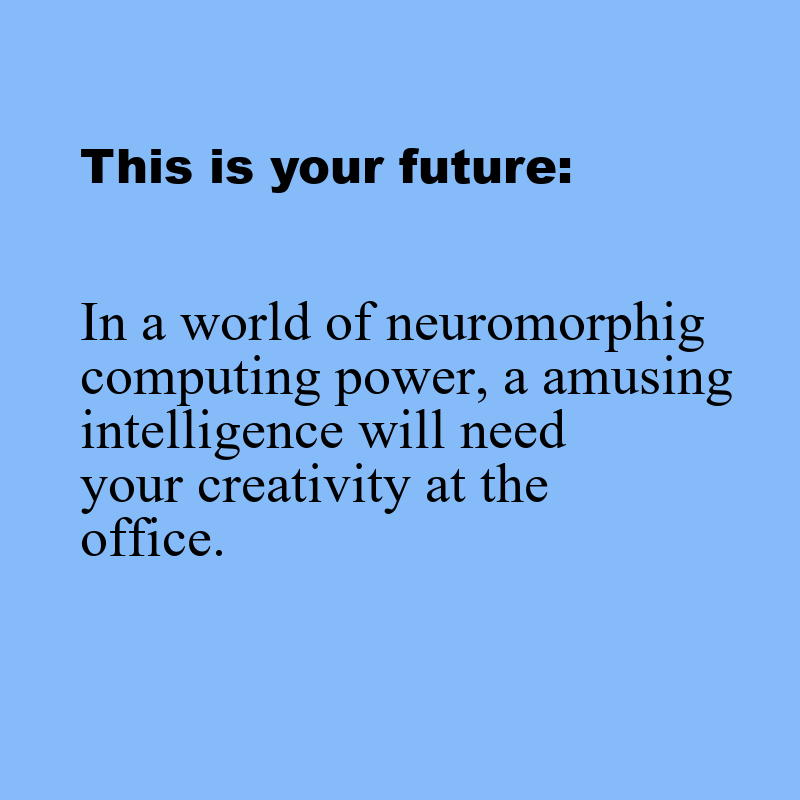 This is your future:
In a world of neuromorphig
computing power, a amusing
intelligence will need
your creativity at the
office.